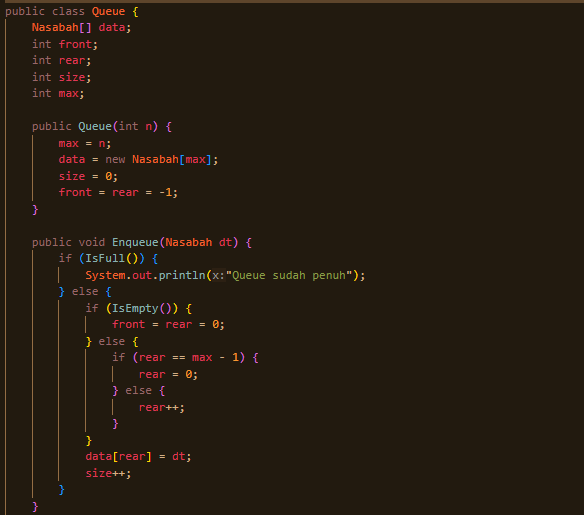 public class Queue {
    Nasabah[] data;
    int front;
    int rear;
    int size;
    int max;

    public Queue(int n) {
        max = n;
        data = new Nasabah[max];
        size = 0;
        front = rear = -1;
    }

    public void Enqueue(Nasabah dt) {
        if (IsFull()) {
            System.out.println(x:"Queue sudah penuh");
        } else {
            if (IsEmpty()) {
                front = rear = 0;
            } else {
                if (rear == max - 1) {
                    rear = 0;
                } else {
                    rear++;
                }
            }
            data[rear] = dt;
            size++;
        }
    }